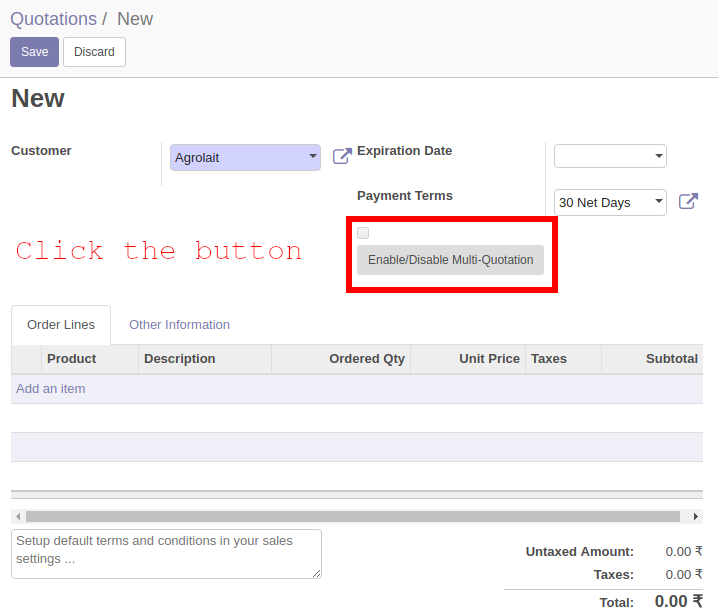 Quotations / New
Save Discard
New
Customer Agrolait Expiration Date
Payment Terms 30 Net Days
Click the button
Enable/Disable Multi-Quotation
Order Lines Other Information
Product Description Ordered Qty Unit Price Taxes Subtotal
Add an item
Setup default terms and conditions in your sales
settings ...
Untaxed Amount: 0.00 ₹
Taxes: 0.00 ₹
Total: 0.00 ₹